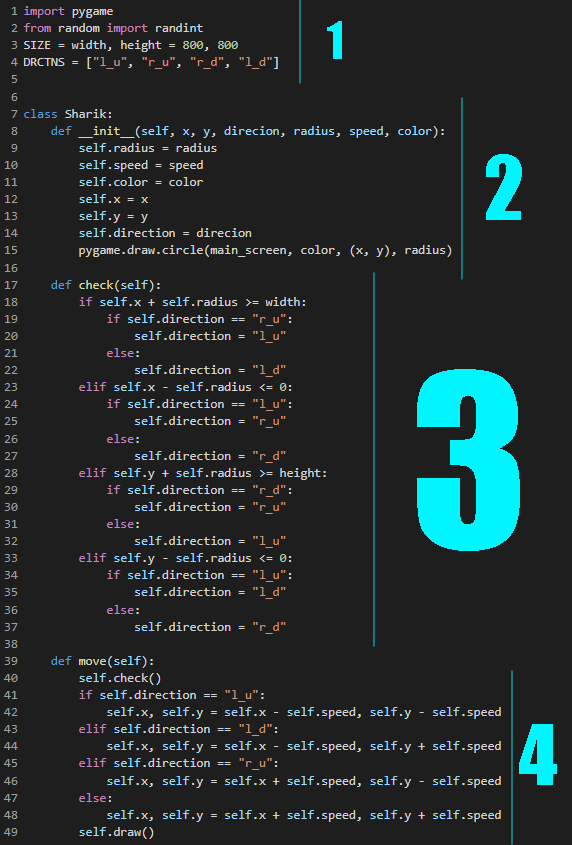 1 import pygame
2 from random import randint
3 SIZE = width, height = 800, 800
4 DRCTNS = ["l_u", "r_u", "r_d", "l_d"]
5
1
6
7 class Sharik:
8     def __init__(self, x, y, direcion, radius, speed, color):
9         self.radius = radius
10         self.speed = speed
11         self.color = color
12         self.x = x
13         self.y = y
14         self.direction = direcion
15         pygame.draw.circle(main_screen, color, (x, y), radius)
16
2
17     def check(self):
18         if self.x + self.radius >= width:
19             if self.direction == "r_u":
20                 self.direction = "l_u"
21             else:
22                 self.direction = "l_d"
23         elif self.x - self.radius <= 0:
24             if self.direction == "l_u":
25                 self.direction = "r_u"
26             else:
27                 self.direction = "r_d"
28         elif self.y + self.radius >= height:
29             if self.direction == "r_d":
30                 self.direction = "r_u"
31             else:
32                 self.direction = "l_u"
33         elif self.y - self.radius <= 0:
34             if self.direction == "l_u":
35                 self.direction = "l_d"
36             else:
37                 self.direction = "r_d"
38
3
39     def move(self):
40         self.check()
41         if self.direction == "l_u":
42             self.x, self.y = self.x - self.speed, self.y - self.speed
43         elif self.direction == "l_d":
44             self.x, self.y = self.x - self.speed, self.y + self.speed
45         elif self.direction == "r_u":
46             self.x, self.y = self.x + self.speed, self.y - self.speed
47         else:
48             self.x, self.y = self.x + self.speed, self.y + self.speed
49         self.draw()
4